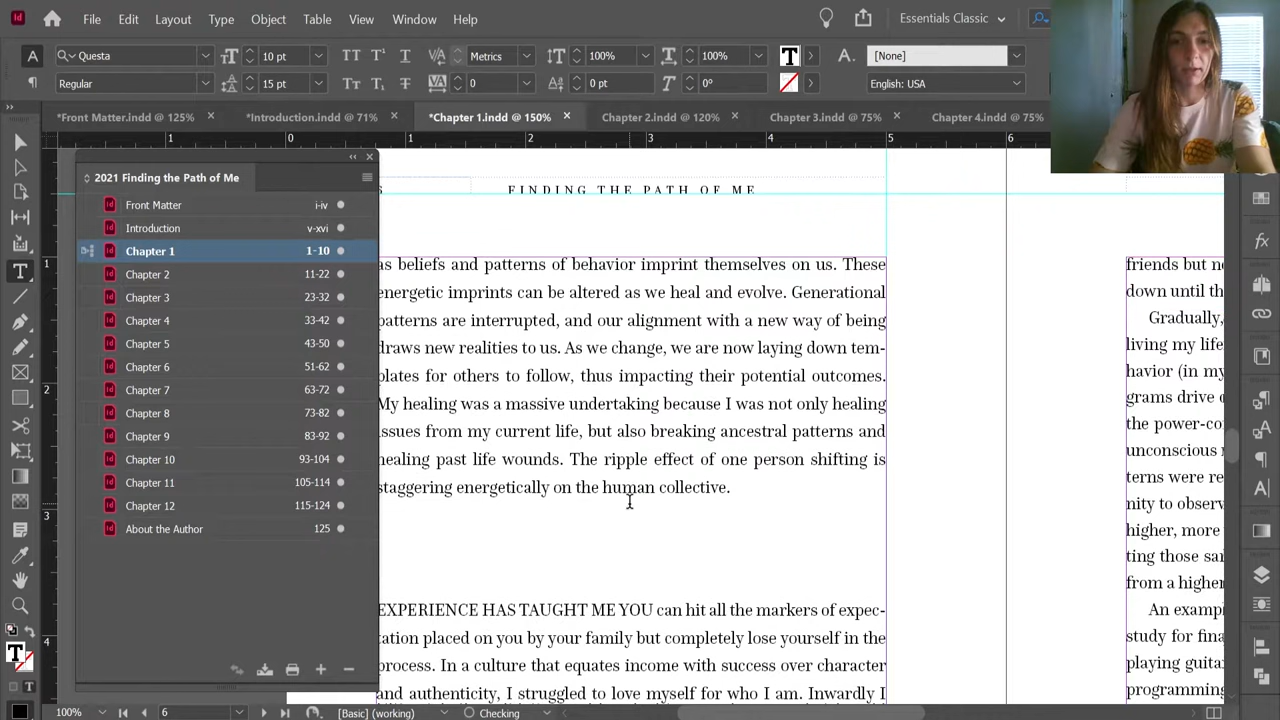 File Edit Layout Type Object Table View Window Help
Essentials Classic
A Questa 10 pt Metrics 100% 100% [None]
Regular 15 pt 0 0 pt 0° English: USA
*Front Matter.indd @ 125% *Introduction.indd @ 71% *Chapter 1.indd @ 150% Chapter 2.indd @ 120% Chapter 3.indd @ 75% Chapter 4.indd @ 75%
1 0 2 3 4 5 6
2021 Finding the Path of Me
FINDING THE PATH OF ME
Front Matter i-iv
Introduction v-xvi
Chapter 1 1-10
Chapter 2 11-22
Chapter 3 23-32
Chapter 4 33-42
Chapter 5 43-50
Chapter 6 51-62
Chapter 7 63-72
Chapter 8 73-82
Chapter 9 83-92
Chapter 10 93-104
Chapter 11 105-114
Chapter 12 115-124
About the Author 125
as beliefs and patterns of behavior imprint themselves on us. These
energetic imprints can be altered as we heal and evolve. Generational
patterns are interrupted, and our alignment with a new way of being
draws new realities to us. As we change, we are now laying down tem-
plates for others to follow, thus impacting their potential outcomes.
My healing was a massive undertaking because I was not only healing
issues from my current life, but also breaking ancestral patterns and
healing past life wounds. The ripple effect of one person shifting is
staggering energetically on the human collective.
EXPERIENCE HAS TAUGHT ME YOU can hit all the markers of expec-
tation placed on you by your family but completely lose yourself in the
process. In a culture that equates income with success over character
and authenticity, I struggled to love myself for who I am. Inwardly I
friends but
down until
Gradually,
living my life
havior (in my
grams drive
the power-
unconscious
terns were
mity to
higher, more
ting those
from a higher
An
study for
playing
programming
100% 6 [Basic] (working) Checking